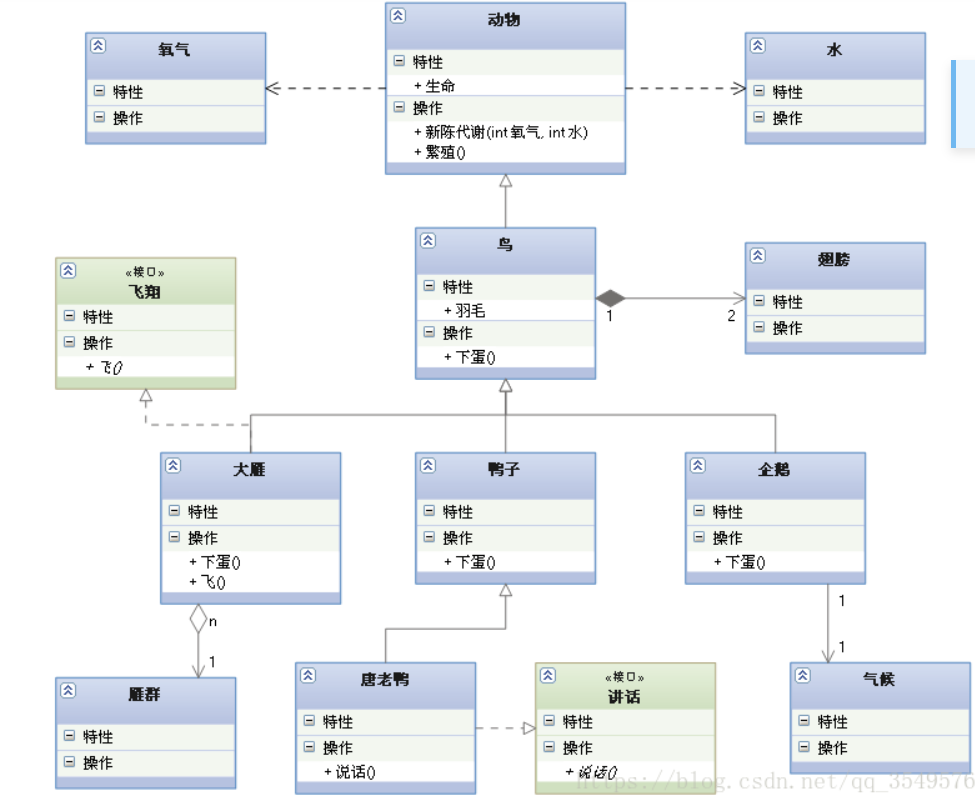 动物
特性
+ 生命
操作
+ 新陈代谢(int 氧气, int 水)
+ 繁殖()
氧气
特性
操作
水
特性
操作
鸟
特性
+ 羽毛
操作
+ 下蛋()
1
2
翅膀
特性
操作
«接口»
飞翔
特性
操作
+ 飞()
大雁
特性
操作
+ 下蛋()
+ 飞()
鸭子
特性
操作
+ 下蛋()
企鹅
特性
操作
+ 下蛋()
n
1
1
1
雁群
特性
操作
唐老鸭
特性
操作
+ 说话()
«接口»
讲话
特性
操作
+ 说话()
气候
特性
操作
https://blog.csdn.net/qq_3549576